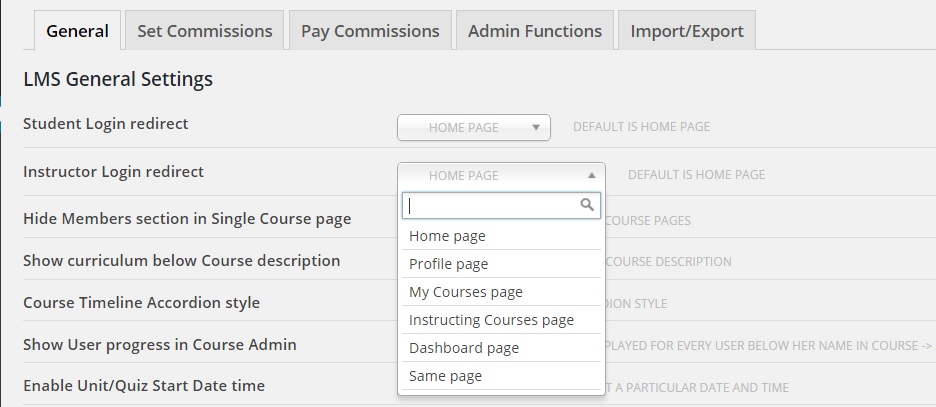 General Set Commissions Pay Commissions Admin Functions Import/Export
LMS General Settings
Student Login redirect HOME PAGE DEFAULT IS HOME PAGE
Instructor Login redirect HOME PAGE DEFAULT IS HOME PAGE
Hide Members section in Single Course page COURSE PAGES
Home page
Show curriculum below Course description COURSE DESCRIPTION
Profile page
My Courses page
Course Timeline Accordion style STYLE
Instructing Courses page
Show User progress in Course Admin FOR EVERY USER BELOW HER NAME IN COURSE ->
Dashboard page
Same page
Enable Unit/Quiz Start Date time A PARTICULAR DATE AND TIME